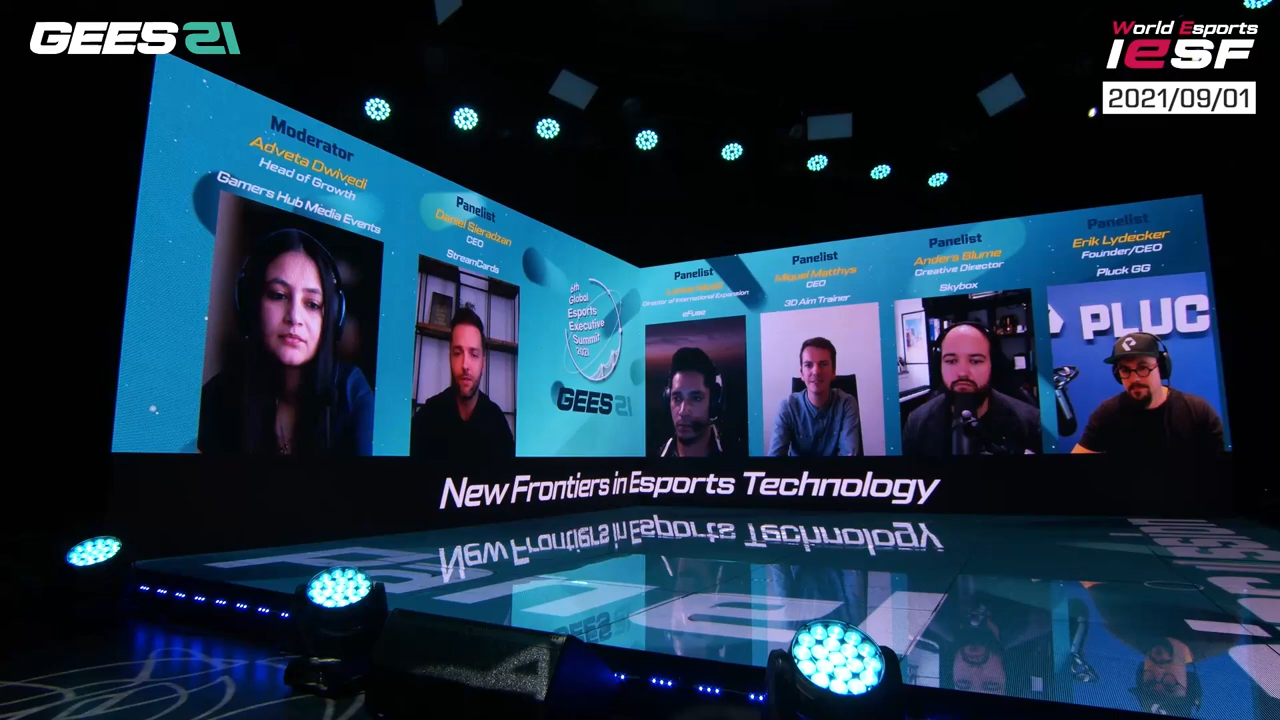 GEES 21
World Esports
IESF
2021/09/01
Moderator
Adveta Dwivedi
Head of Growth
Gamers Hub Media Events
Panelist
Daniel Bieradzan
CEO
StreamCards
6th
Global
Esports
Executive
Summit
2021
GEES21
Panelist
Director of International Expansion
eFuse
Panelist
Miguel Matthys
CEO
3D Aim Trainer
Panelist
Anders Blume
Creative Director
Skybox
Panelist
Erik Lydecker
Founder/CEO
Pluck GG
PLUC
New Frontiers in Esports Technology